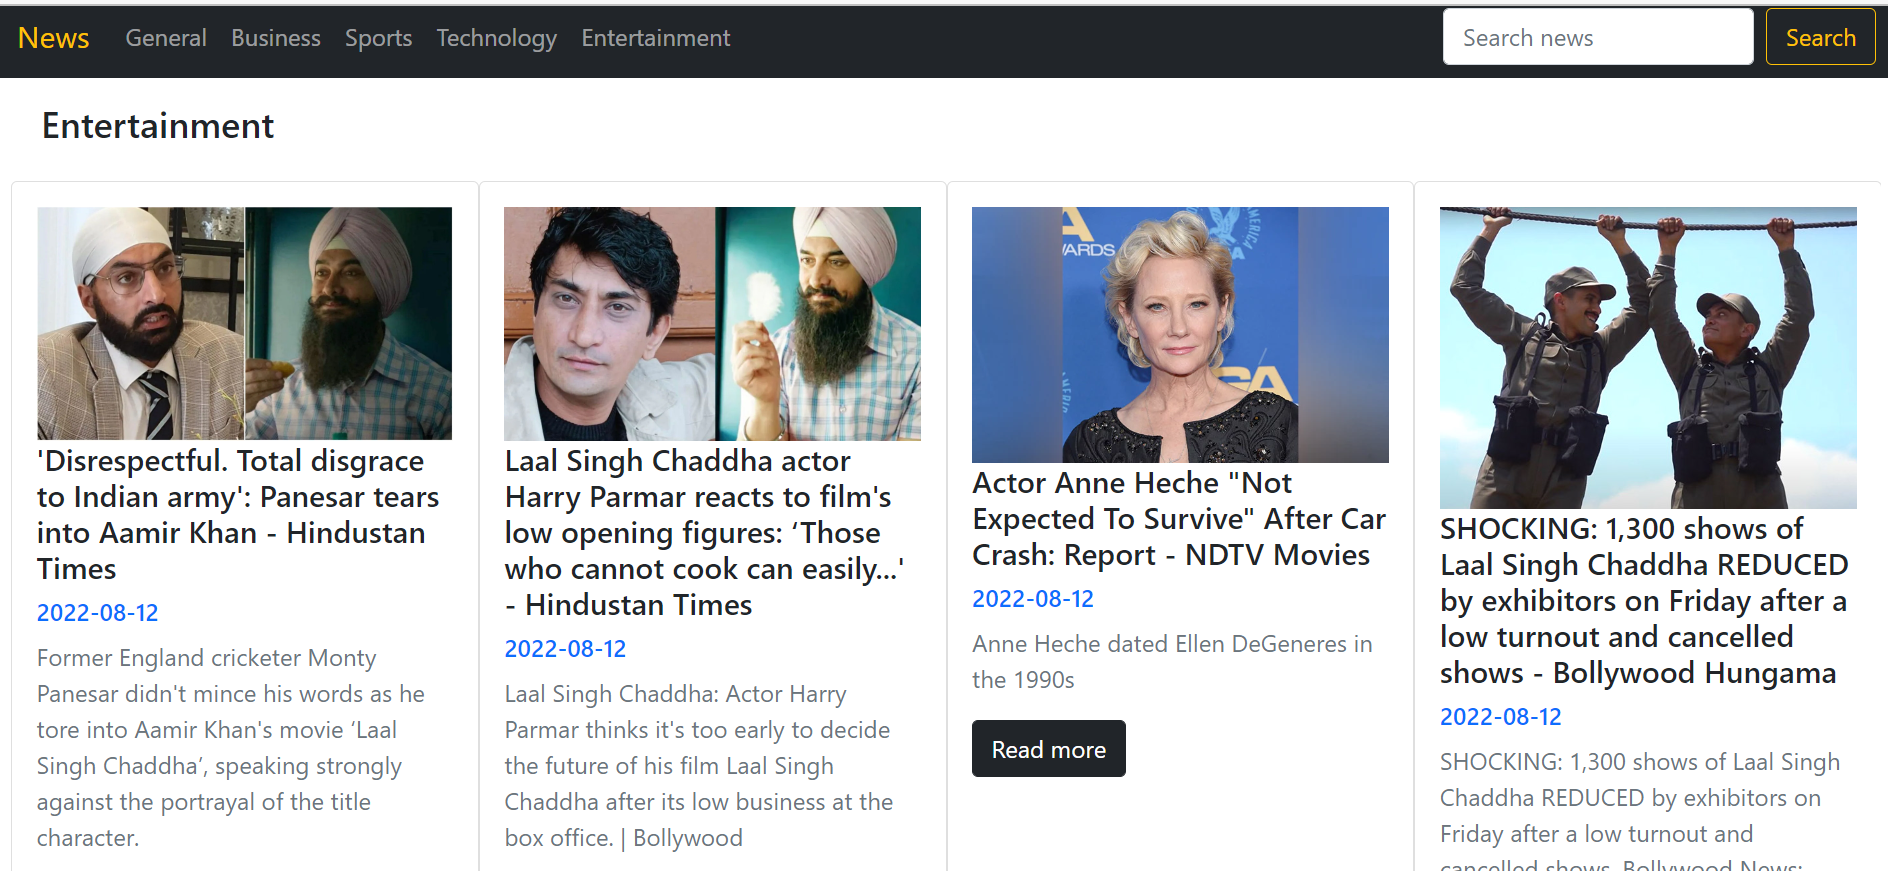 News General Business Sports Technology Entertainment Search news Search
Entertainment
'Disrespectful. Total disgrace
to Indian army': Panesar tears
into Aamir Khan - Hindustan
Times
2022-08-12
Former England cricketer Monty
Panesar didn't mince his words as he
tore into Aamir Khan's movie ‘Laal
Singh Chaddha’, speaking strongly
against the portrayal of the title
character.
Laal Singh Chaddha actor
Harry Parmar reacts to film's
low opening figures: ‘Those
who cannot cook can easily...'
- Hindustan Times
2022-08-12
Laal Singh Chaddha: Actor Harry
Parmar thinks it's too early to decide
the future of his film Laal Singh
Chaddha after its low business at the
box office. | Bollywood
A
ARDS
AMERICA
A
AMERIC
GA
Actor Anne Heche "Not
Expected To Survive" After Car
Crash: Report - NDTV Movies
2022-08-12
Anne Heche dated Ellen DeGeneres in
the 1990s
Read more
SHOCKING: 1,300 shows of
Laal Singh Chaddha REDUCED
by exhibitors on Friday after a
low turnout and cancelled
shows - Bollywood Hungama
2022-08-12
SHOCKING: 1,300 shows of Laal Singh
Chaddha REDUCED by exhibitors on
Friday after a low turnout and
cancelled shows. Bollywood News: